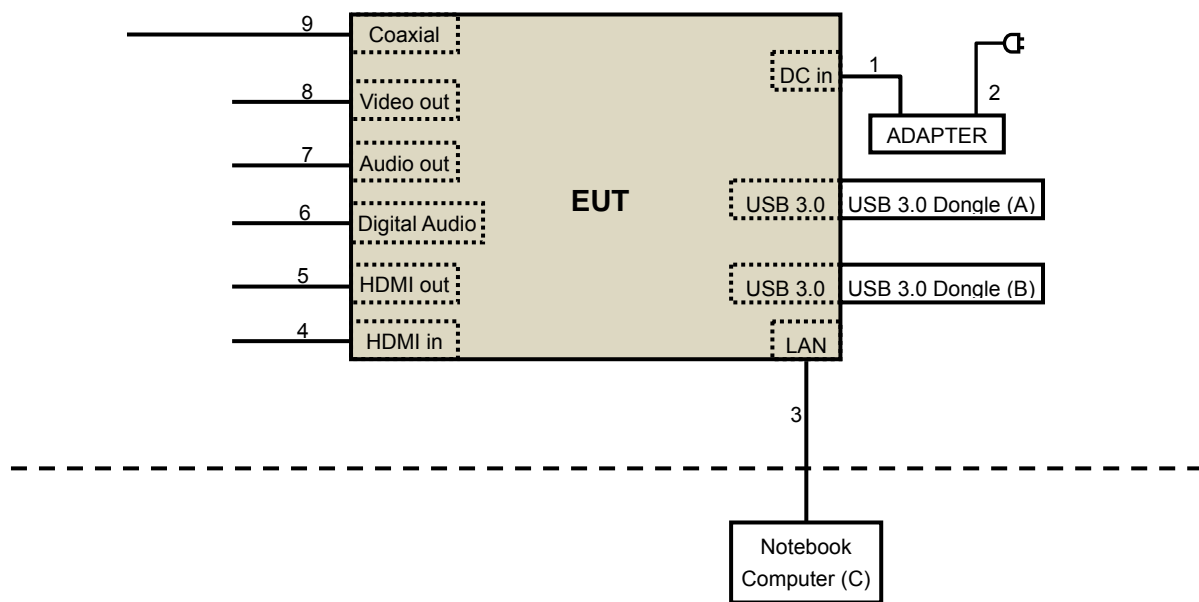 9
Coaxial
DC in
1
2
8
Video out
ADAPTER
7
Audio out
EUT
USB 3.0
USB 3.0 Dongle (A)
6
Digital Audio
5
HDMI out
USB 3.0
USB 3.0 Dongle (B)
4
HDMI in
LAN
3
Notebook
Computer (C)